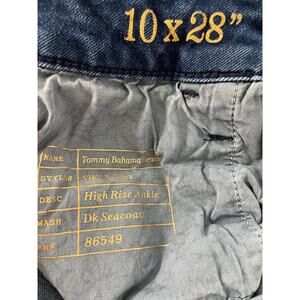 10 x 28"
NAME Tommy Bahama
STYLE#
DESC High Rise Ankle
WASH Dk Seacoast
86549